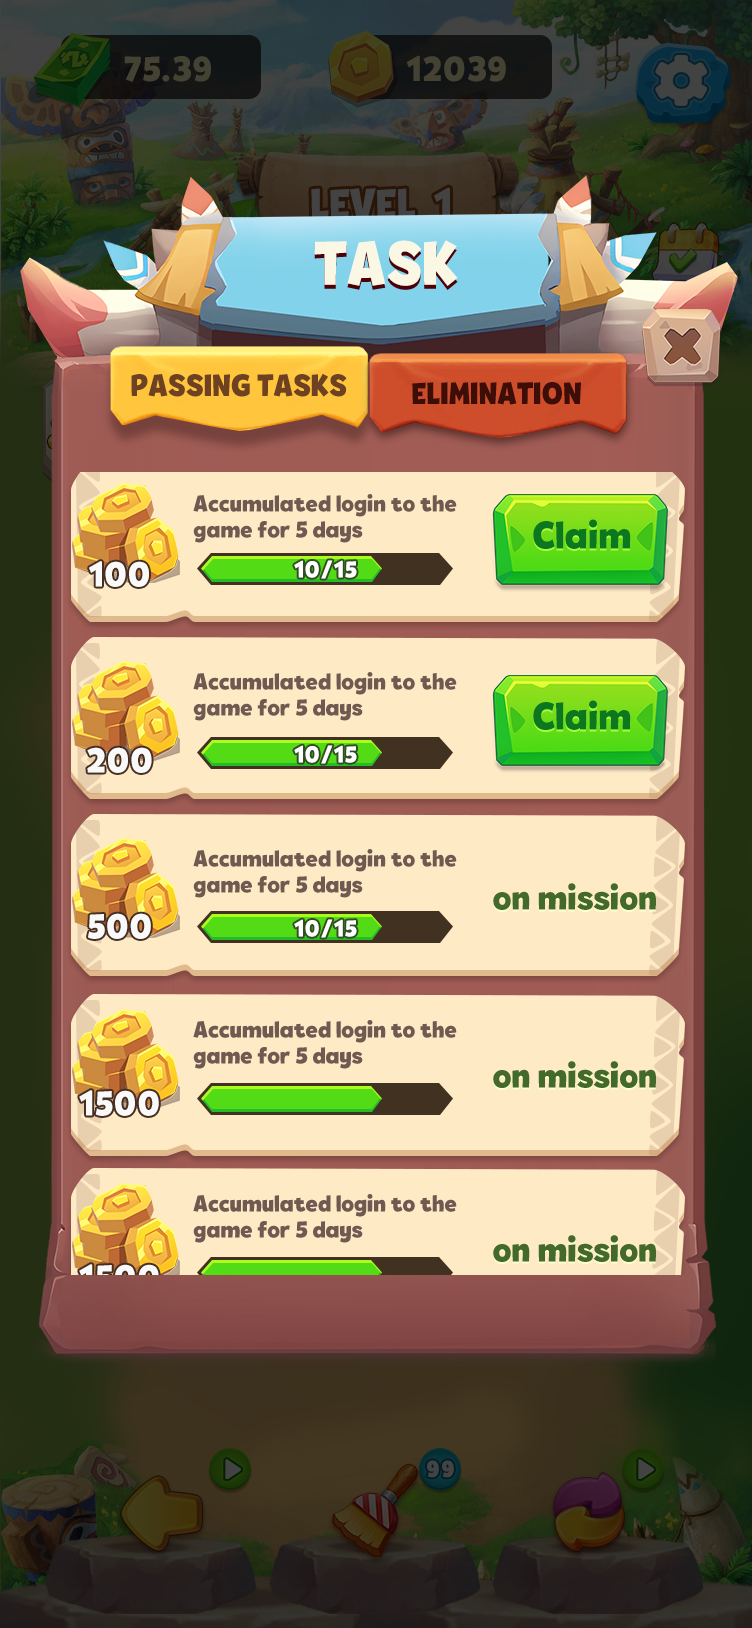 75.39
12039
LEVEL 1
TASK
PASSING TASKS
ELIMINATION
Accumulated login to the
game for 5 days
100
10/15
Claim
Accumulated login to the
game for 5 days
200
10/15
Claim
Accumulated login to the
game for 5 days
500
10/15
on mission
Accumulated login to the
game for 5 days
1500
on mission
Accumulated login to the
game for 5 days
1500
on mission
99